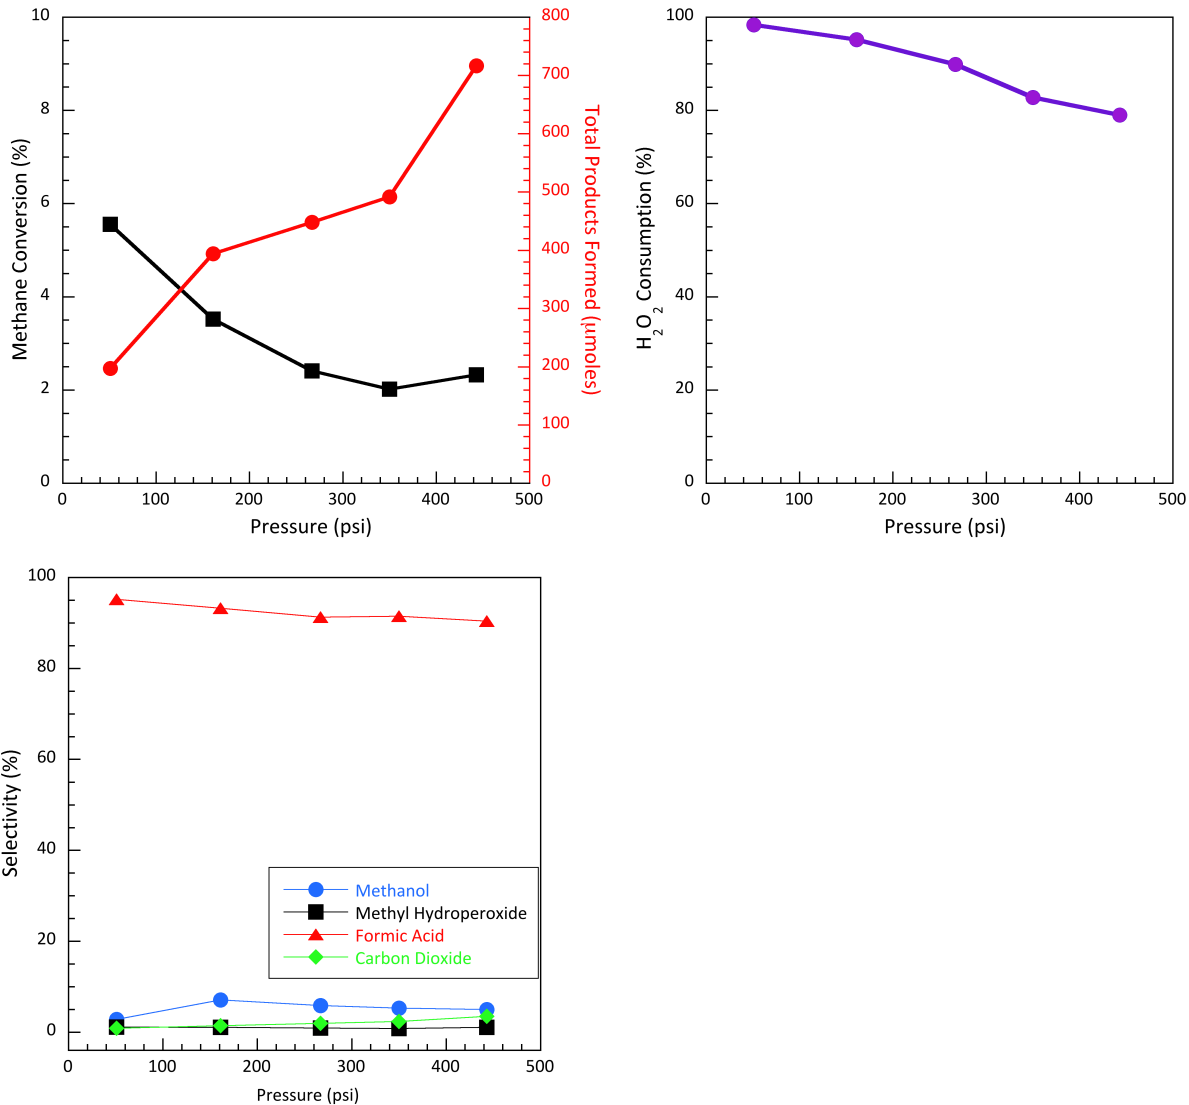 10
8
6
4
2
0
Methane Conversion (%)
800
700
600
500
400
300
200
100
0
Total Products Formed (μmoles)
0 100 200 300 400 500
Pressure (psi)
100
80
60
40
20
0
H2O2 Consumption (%)
0 100 200 300 400 500
Pressure (psi)
100
80
60
40
20
0
Selectivity (%)
Methanol
Methyl Hydroperoxide
Formic Acid
Carbon Dioxide
0 100 200 300 400 500
Pressure (psi)